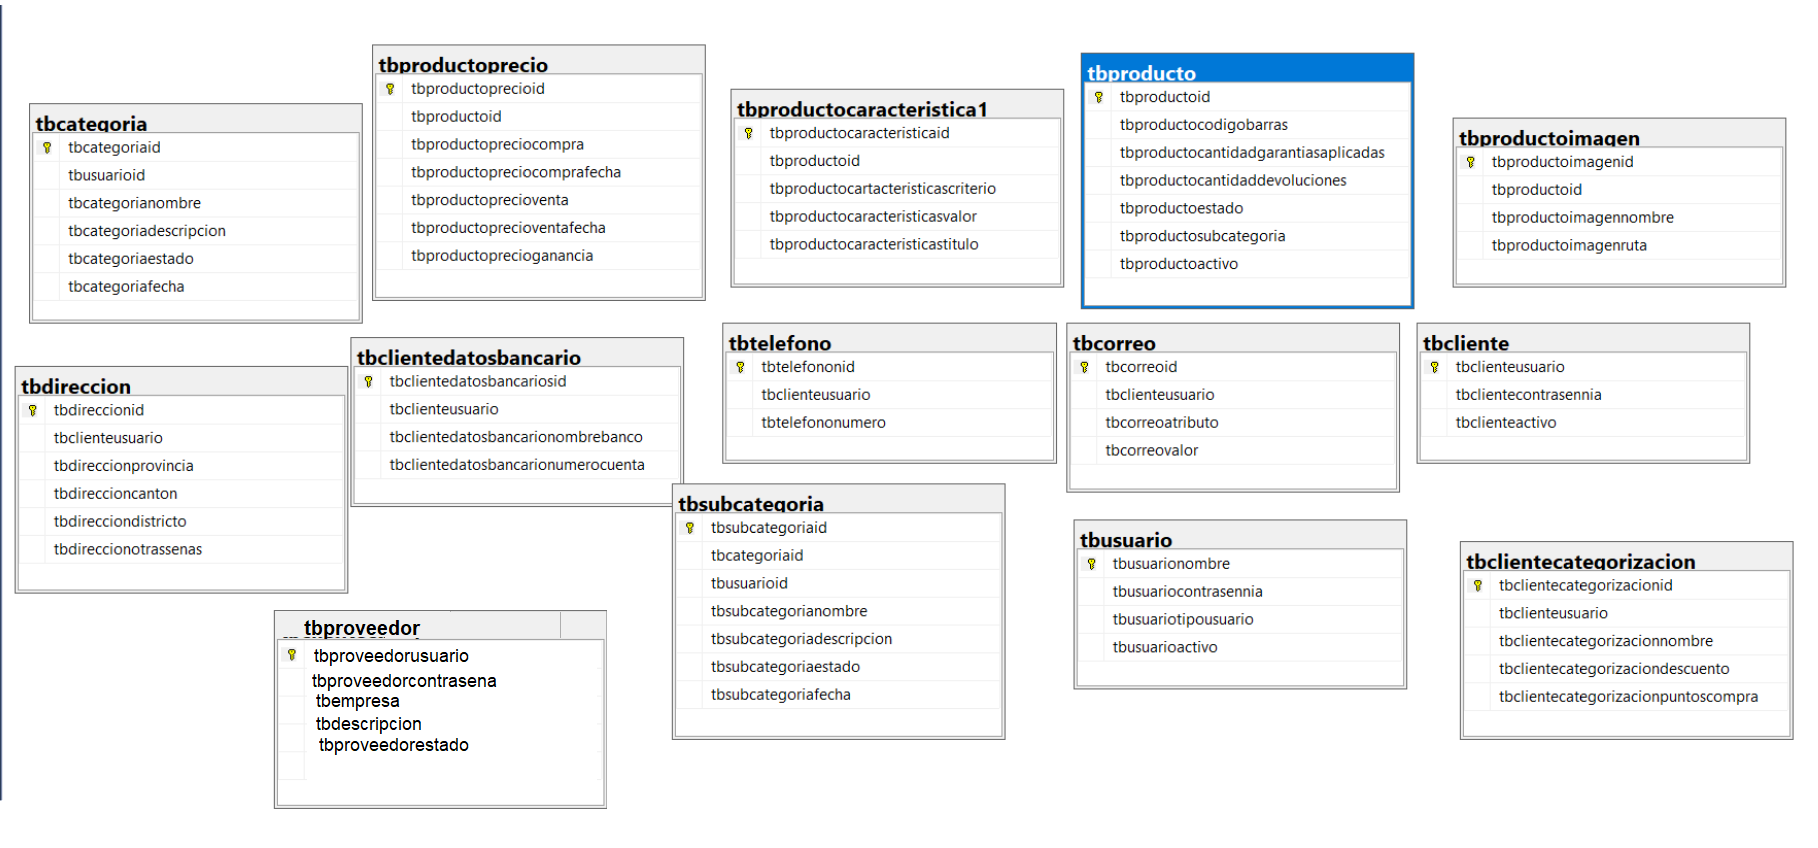 tbcategoria
tbcategoriaid
tbusuarioid
tbcategorianombre
tbcategoriadescripcion
tbcategoriaestado
tbcategoriafecha
tbproductoprecio
tbproductoprecioid
tbproductoid
tbproductopreciocompra
tbproductopreciocomprafecha
tbproductoprecioventa
tbproductoprecioventafecha
tbproductoprecioganancia
tbproductocaracteristica1
tbproductocaracteristicaid
tbproductoid
tbproductocartacteristicascriterio
tbproductocaracteristicasvalor
tbproductocaracteristicastitulo
tbproducto
tbproductoid
tbproductocodigobarras
tbproductocantidadgarantiasaplicadas
tbproductocantidaddevoluciones
tbproductoestado
tbproductosubcategoria
tbproductoactivo
tbproductoimagen
tbproductoimagenid
tbproductoid
tbproductoimagennombre
tbproductoimagenruta
tbdireccion
tbdireccionid
tbclienteusuario
tbdireccionprovincia
tbdireccioncanton
tbdirecciondistricto
tbdireccionotrassenas
tbclientedatosbancario
tbclientedatosbancariosid
tbclienteusuario
tbclientedatosbancarionombrebanco
tbclientedatosbancarionumerocuenta
tbtelefono
tbtelefononid
tbclienteusuario
tbtelefononumero
tbcorreo
tbcorreoid
tbclienteusuario
tbcorreoatributo
tbcorreovalor
tbcliente
tbclienteusuario
tbclientecontrasennia
tbclienteactivo
tbproveedor
tbproveedorusuario
tbproveedorcontrasena
tbempresa
tbdescripcion
tbproveedorestado
tbsubcategoria
tbsubcategoriaid
tbcategoriaid
tbusuarioid
tbsubcategorianombre
tbsubcategoriadescripcion
tbsubcategoriaestado
tbsubcategoriafecha
tbusuario
tbusuarionombre
tbusuariocontrasennia
tbusuariotipousuario
tbusuarioactivo
tbclientecategorizacion
tbclientecategorizacionid
tbclienteusuario
tbclientecategorizacionnombre
tbclientecategorizaciondescuento
tbclientecategorizacionpuntoscompra